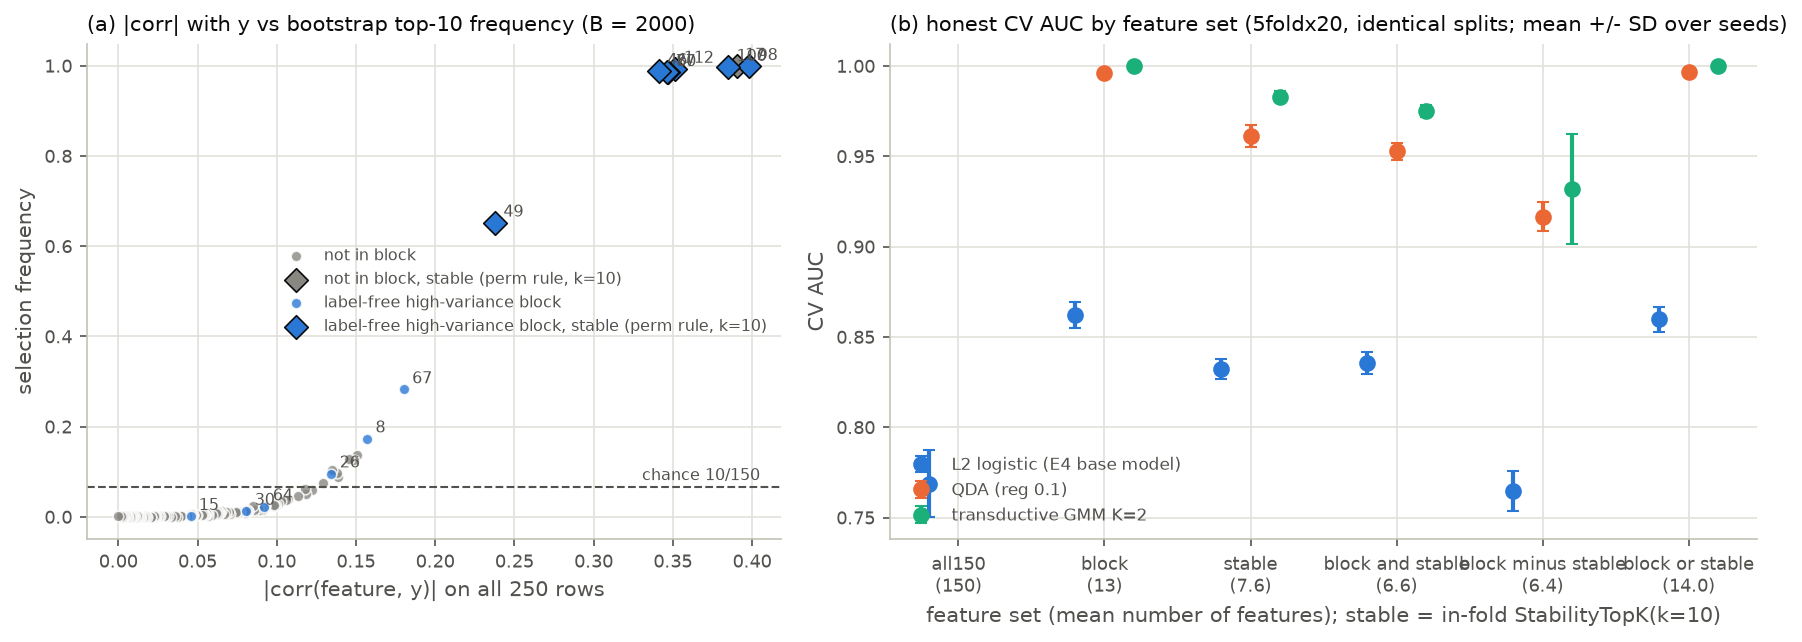 (a) |corr| with y vs bootstrap top-10 frequency (B = 2000)
1.0
0.8
0.6
0.4
0.2
0.0
selection frequency
112
49
67
8
26
64
30
15
not in block
not in block, stable (perm rule, k=10)
label-free high-variance block
label-free high-variance block, stable (perm rule, k=10)
chance 10/150
0.00
0.05
0.10
0.15
0.20
0.25
0.30
0.35
0.40
|corr(feature, y)| on all 250 rows
(b) honest CV AUC by feature set (5foldx20, identical splits; mean +/- SD over seeds)
1.00
0.95
0.90
0.85
0.80
0.75
CV AUC
L2 logistic (E4 base model)
QDA (reg 0.1)
transductive GMM K=2
all150
(150)
block
(13)
stable
(7.6)
block and stable
(6.6)
block minus stable
(6.4)
block or stable
(14.0)
feature set (mean number of features); stable = in-fold StabilityTopK(k=10)